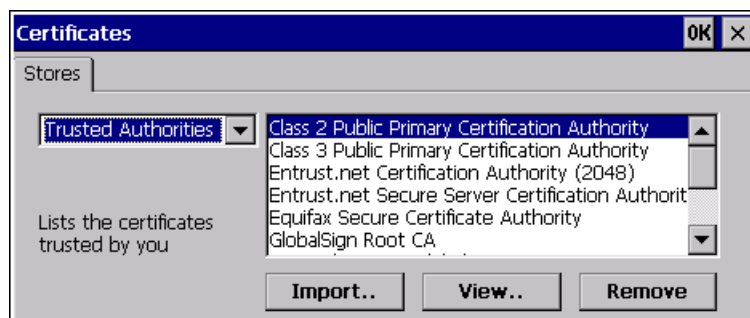 Certificates OK
Stores
Trusted Authorities
Class 2 Public Primary Certification Authority
Class 3 Public Primary Certification Authority
Entrust.net Certification Authority (2048)
Entrust.net Secure Server Certification Authorit
Equifax Secure Certificate Authority
GlobalSign Root CA
Lists the certificates
trusted by you
Import.. View.. Remove